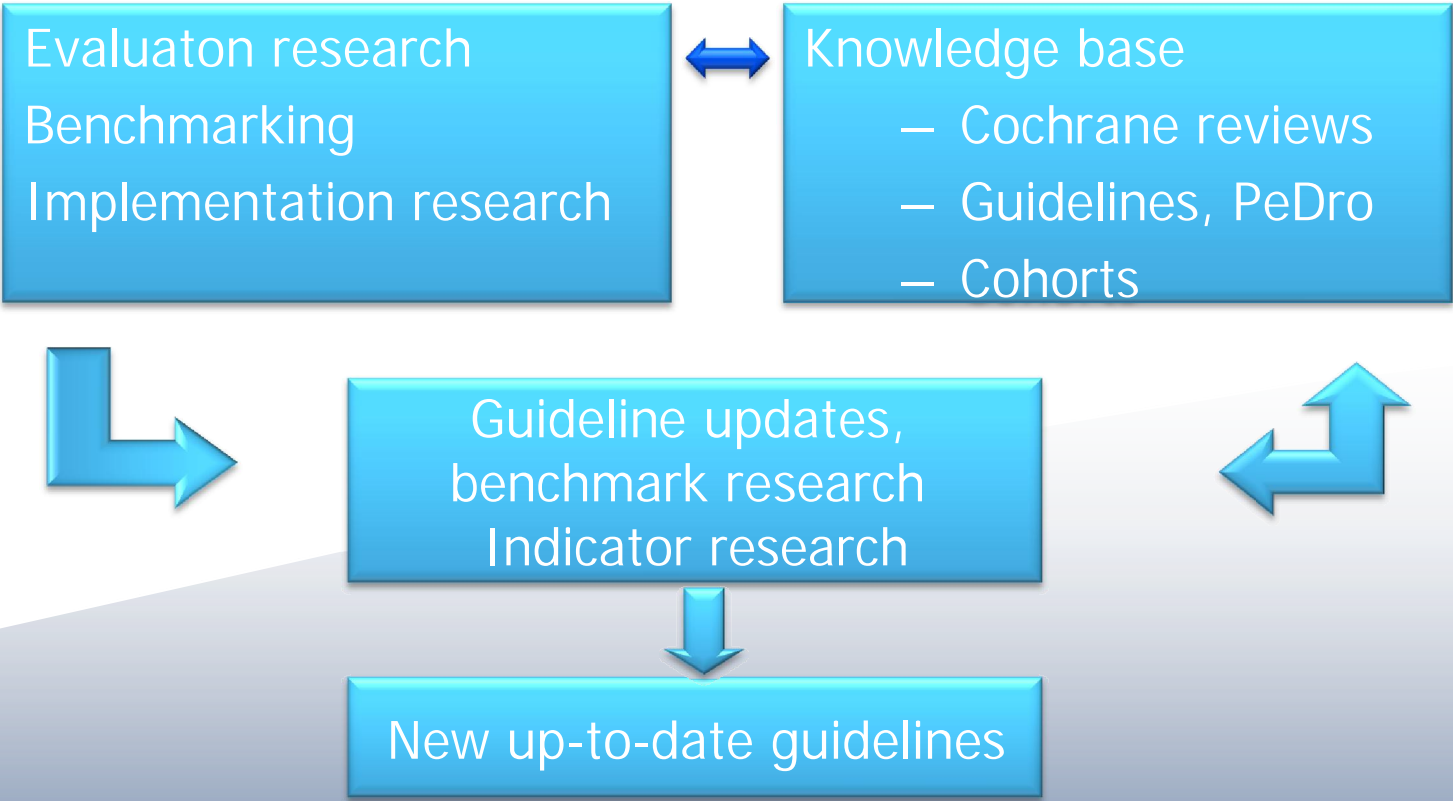 Evaluaton research
Benchmarking
Implementation research
Knowledge base
– Cochrane reviews
– Guidelines, PeDro
– Cohorts
Guideline updates,
benchmark research
Indicator research
New up-to-date guidelines